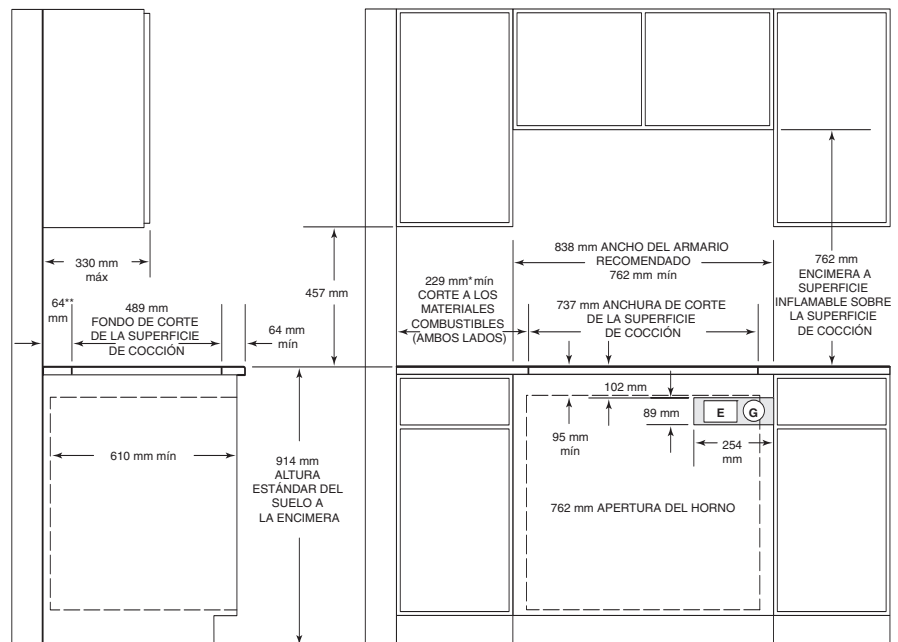 330 mm
máx
64**
mm
489 mm
FONDO DE CORTE
DE LA SUPERFICIE
DE COCCIÓN
64 mm
mín
457 mm
610 mm mín
914 mm
ALTURA
ESTÁNDAR DEL
SUELO A
LA ENCIMERA
838 mm ANCHO DEL ARMARIO
RECOMENDADO
762 mm mín
229 mm* mín
CORTE A LOS
MATERIALES
COMBUSTIBLES
(AMBOS LADOS)
737 mm ANCHURA DE CORTE
DE LA SUPERFICIE
DE COCCIÓN
762 mm
ENCIMERA A
SUPERFICIE
INFLAMABLE SOBRE
LA SUPERFICIE
DE COCCIÓN
102 mm
89 mm
E
G
95 mm
mín
254
mm
762 mm APERTURA DEL HORNO